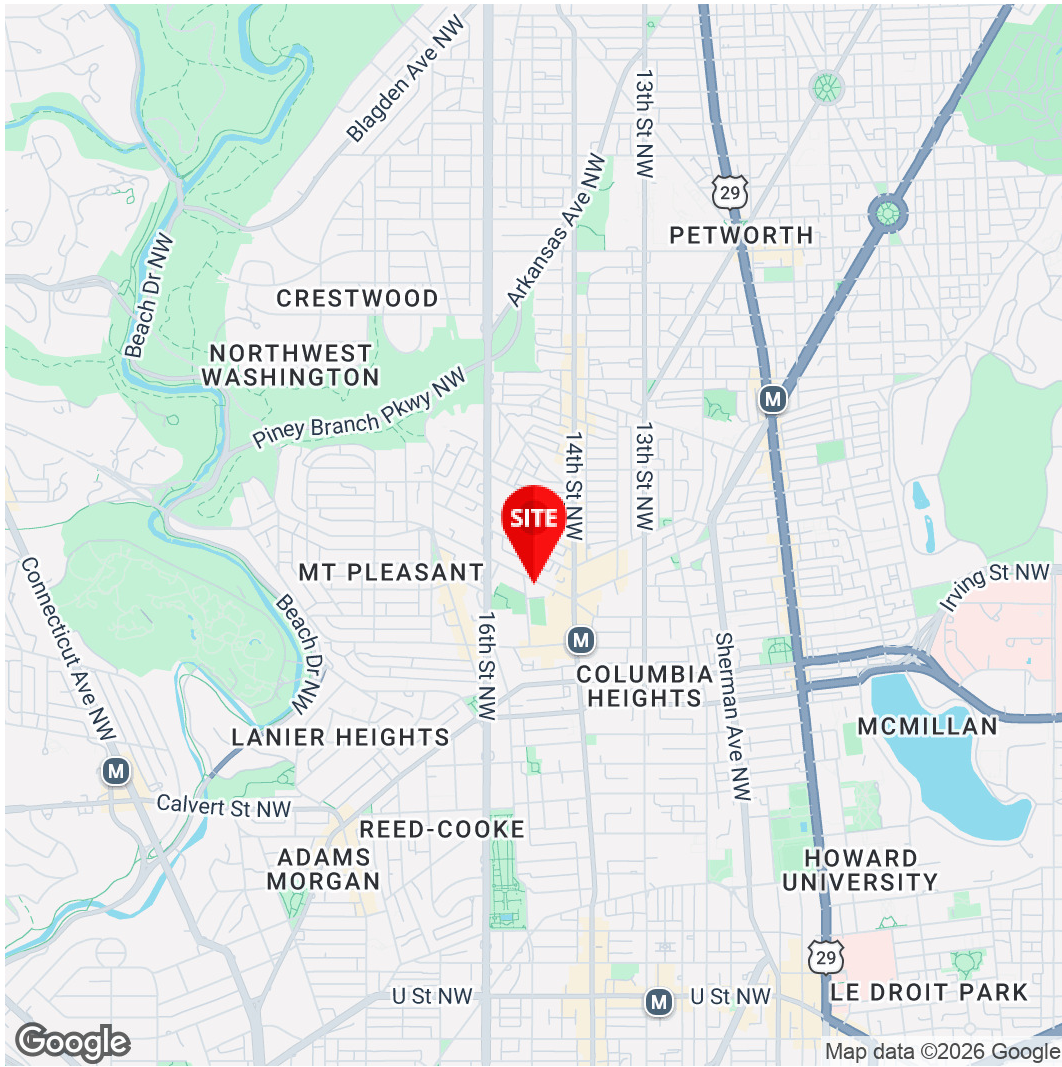 Blagden Ave NW
13th St NW
29
Arkansas Ave NW
PETWORTH
Beach Dr NW
CRESTWOOD
NORTHWEST
WASHINGTON
Piney Branch Pkwy NW
M
14th St NW
13th St NW
SITE
MT PLEASANT
Irving St NW
Connecticut Ave NW
Beach Dr NW
16th St NW
M
Sherman Ave NW
COLUMBIA
HEIGHTS
LANIER HEIGHTS
MCMILLAN
M
Calvert St NW
REED-COOKE
ADAMS
MORGAN
HOWARD
UNIVERSITY
29
U St NW
M
U St NW
LE DROIT PARK
Google
Map data ©2026 Google